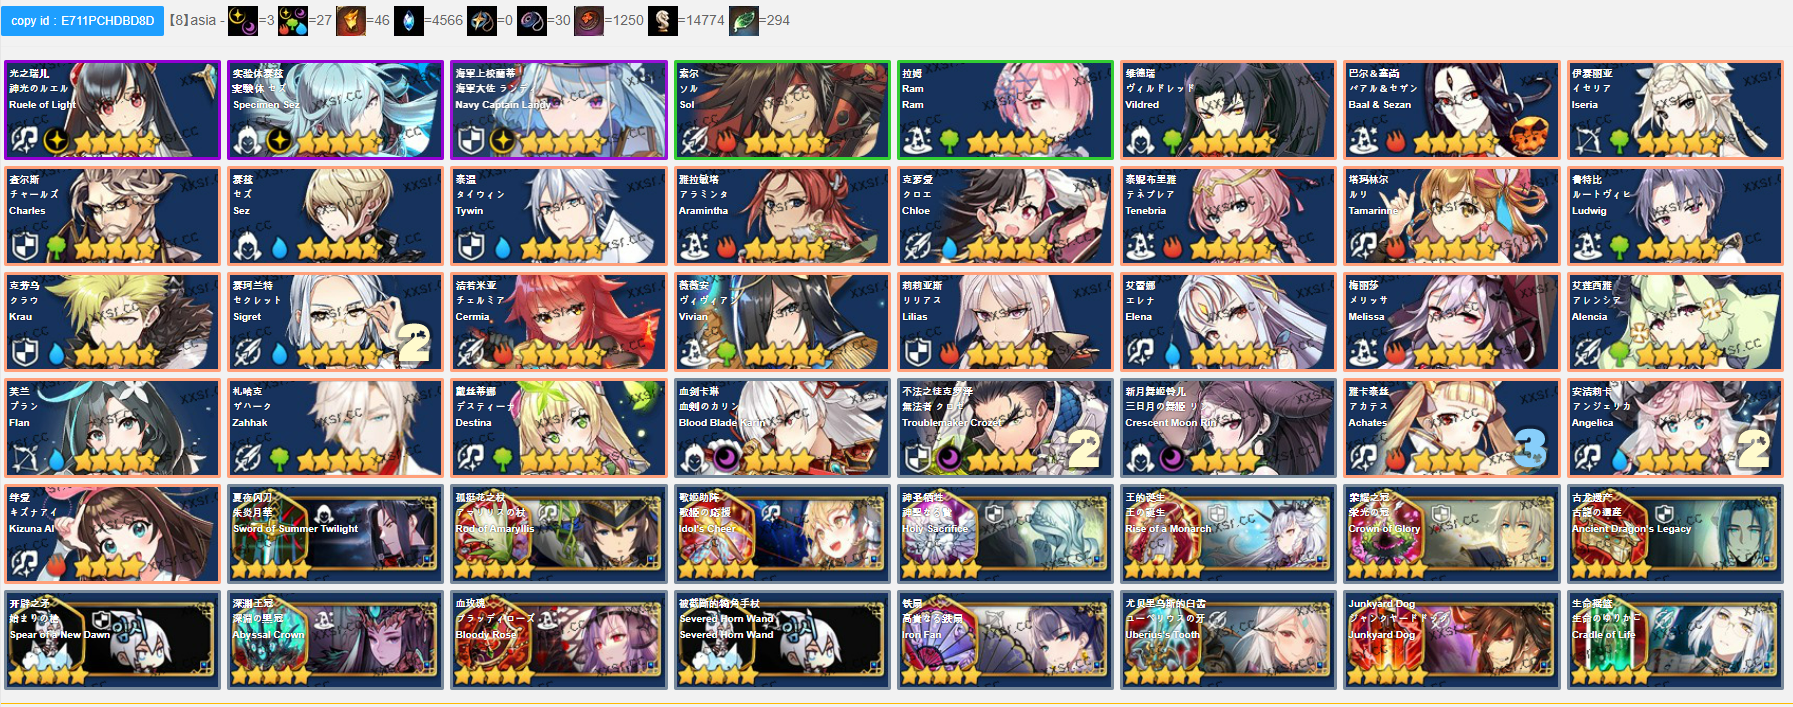 copy id：E711PCHDBD8D 【8】asia - =3 =27 =46 =4566 =0 =30 =1250 =14774 =294
光之瑞儿
神光のルエル
Ruele of Light
实验体赛兹
実験体 セズ
Specimen Sez
海軍上校蘭蒂
海軍大佐 ランディ
Navy Captain Landy
索尔
ソル
Sol
拉姆
Ram
Ram
维德瑞
ヴィルドレッド
Vildred
巴尔＆塞尚
バアル＆セザン
Baal & Sezan
伊赛丽亚
イセリア
Iseria
查尔斯
チャールズ
Charles
赛兹
セズ
Sez
泰温
タイウィン
Tywin
雅拉敏塔
アラミンタ
Aramintha
克萝爱
クロエ
Chloe
泰妮布里雅
テネブレア
Tenebria
塔玛林尔
ルリ
Tamarinne
魯特比
ルートヴィヒ
Ludwig
克劳乌
クラウ
Krau
赛珂兰特
セクレット
Sigret
2
洁若米亚
チェルミア
Cermia
薇薇安
ヴィヴィアン
Vivian
莉莉亚斯
リリアス
Lilias
艾蕾娜
エレナ
Elena
梅丽莎
メリッサ
Melissa
艾莲西雅
アレンシア
Alencia
芙兰
フラン
Flan
札哈克
ザハーク
Zahhak
蒂丝蒂娜
デスティーナ
Destina
血剑卡琳
血剣のカリン
Blood Blade Karin
不法之徒克罗泽
無法者 クロゼ
Troublemaker Crozet
2
新月舞姬铃儿
三日月の舞姫 リン
Crescent Moon Rin
雅卡泰丝
アカテス
Achates
3
安洁莉卡
アンジェリカ
Angelica
2
绊爱
キズナアイ
Kizuna AI
夏夜闪刀
朱炎月華
Sword of Summer Twilight
孤挺花之杖
アマリリスの杖
Rod of Amaryllis
歌姬助阵
歌姫の応援
Idol's Cheer
神圣牺牲
神聖なる贄
Holy Sacrifice
王的诞生
王の誕生
Rise of a Monarch
荣耀之冠
栄光の冠
Crown of Glory
古龙遗产
古龍の遺産
Ancient Dragon's Legacy
开辟之矛
始まりの槍
Spear of a New Dawn
임시
深渊王冠
深淵の里冠
Abyssal Crown
血玫瑰
ブラッディローズ
Bloody Rose
被截断的犄角手杖
Severed Horn Wand
Severed Horn Wand
임시
铁扇
高貴なる鉄扇
Iron Fan
尤贝里乌斯的臼齿
ユーベリウスの牙
Uberius's Tooth
Junkyard Dog
ジャンクヤードドッグ
Junkyard Dog
生命摇篮
生命のゆりかご
Cradle of Life